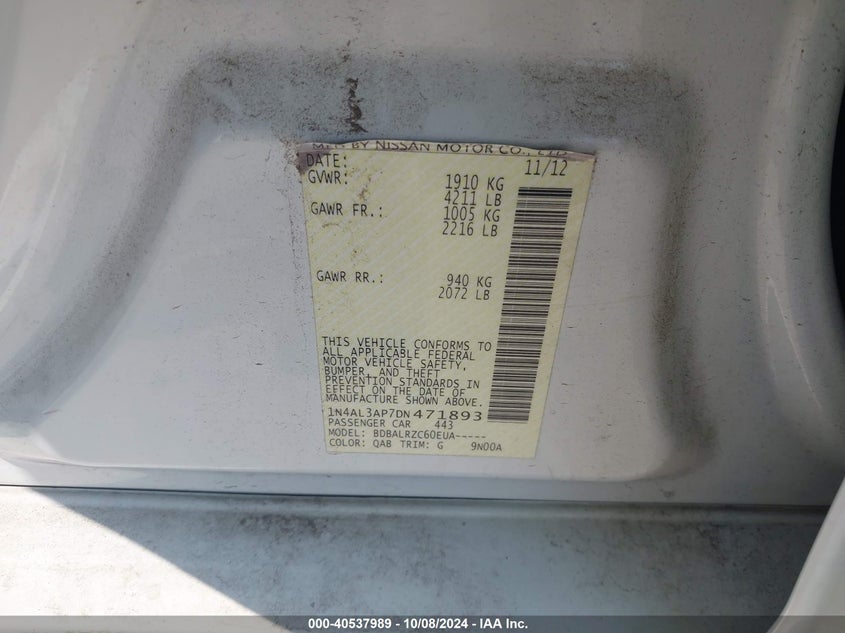 MFD BY NISSAN MOTOR CO., LTD.
DATE: 11/12
GVWR: 1910 KG
4211 LB
GAWR FR.: 1005 KG
2216 LB
GAWR RR.: 940 KG
2072 LB
THIS VEHICLE CONFORMS TO
ALL APPLICABLE FEDERAL
MOTOR VEHICLE SAFETY,
BUMPER, AND THEFT
PREVENTION STANDARDS IN
EFFECT ON THE DATE OF
MANUFACTURE SHOWN ABOVE.
1N4AL3AP7DN471893
PASSENGER CAR 443
MODEL: BDBALRZC60EUA-----
COLOR: QAB TRIM: G 9N00A
000-40537989 - 10/08/2024 - IAA Inc.